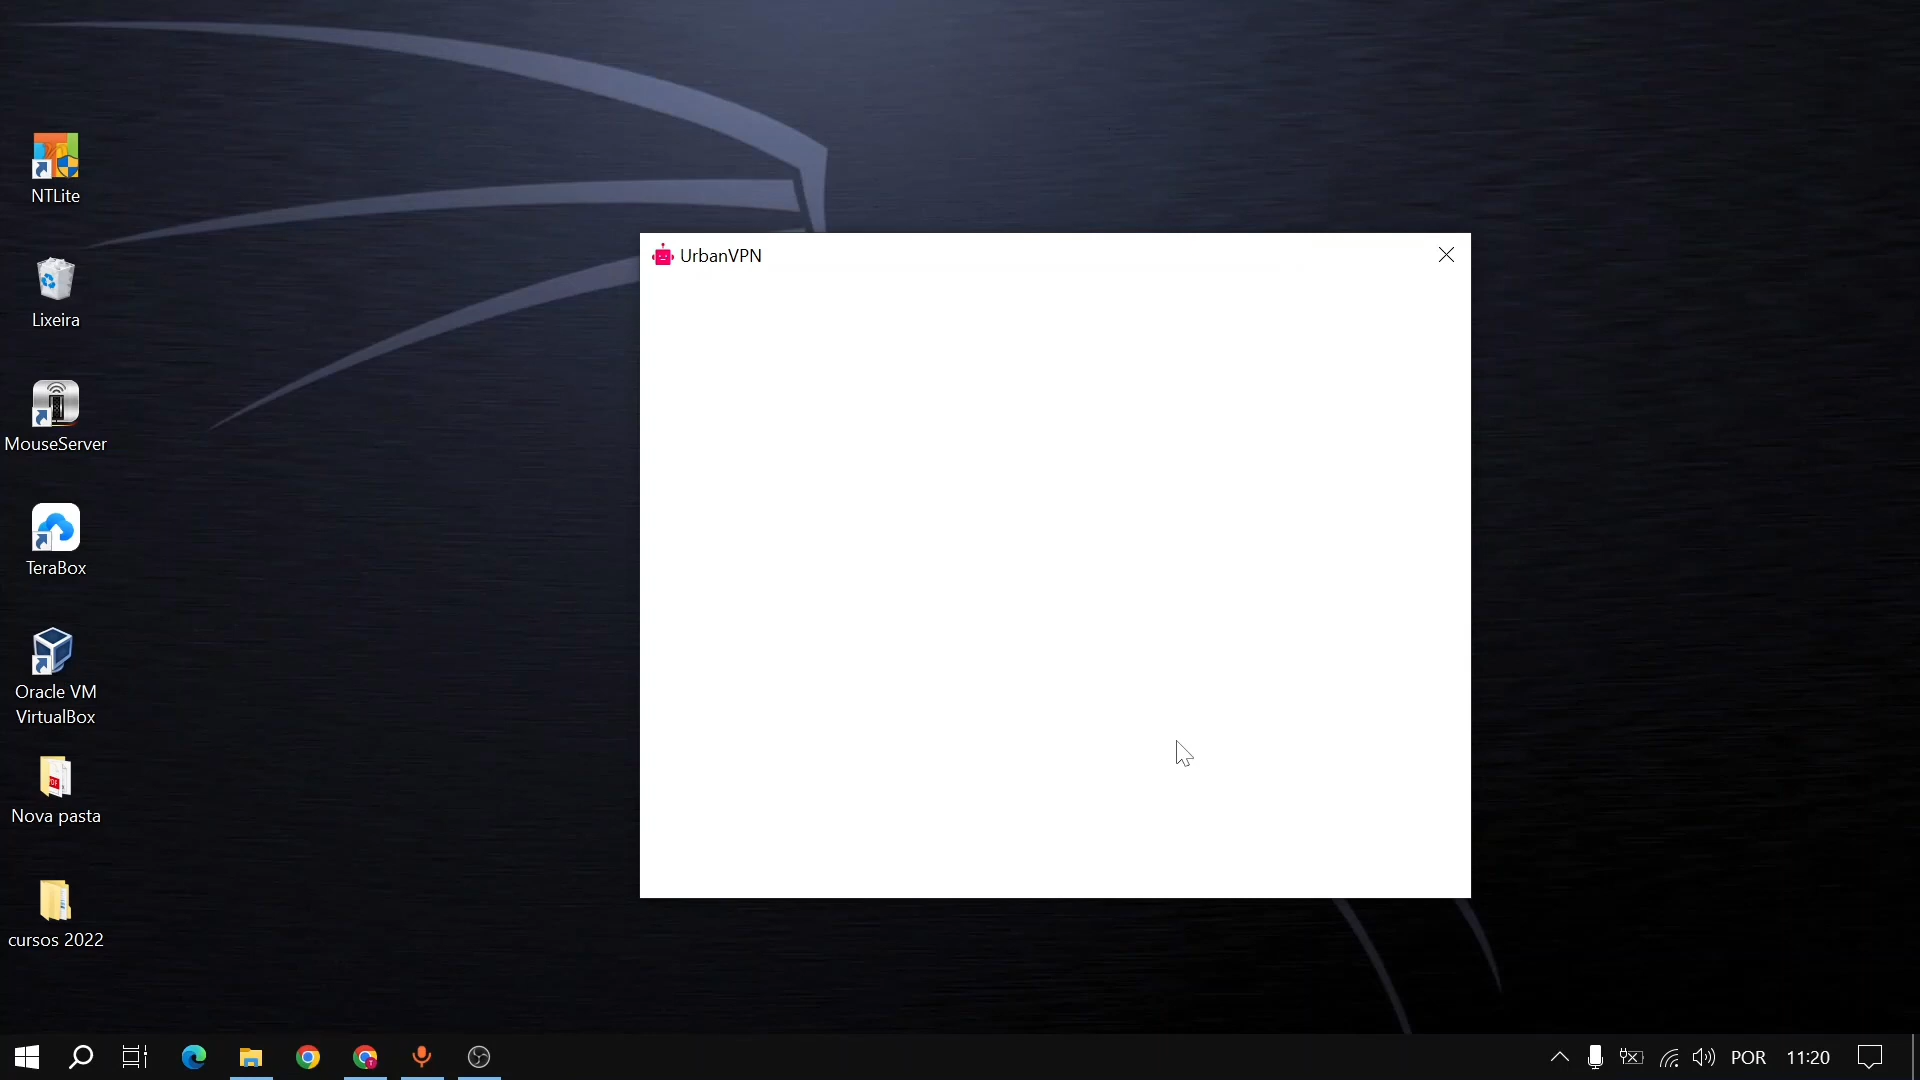 NTLite
Lixeira
MouseServer
TeraBox
Oracle VM
VirtualBox
Nova pasta
cursos 2022
UrbanVPN
POR
11:20